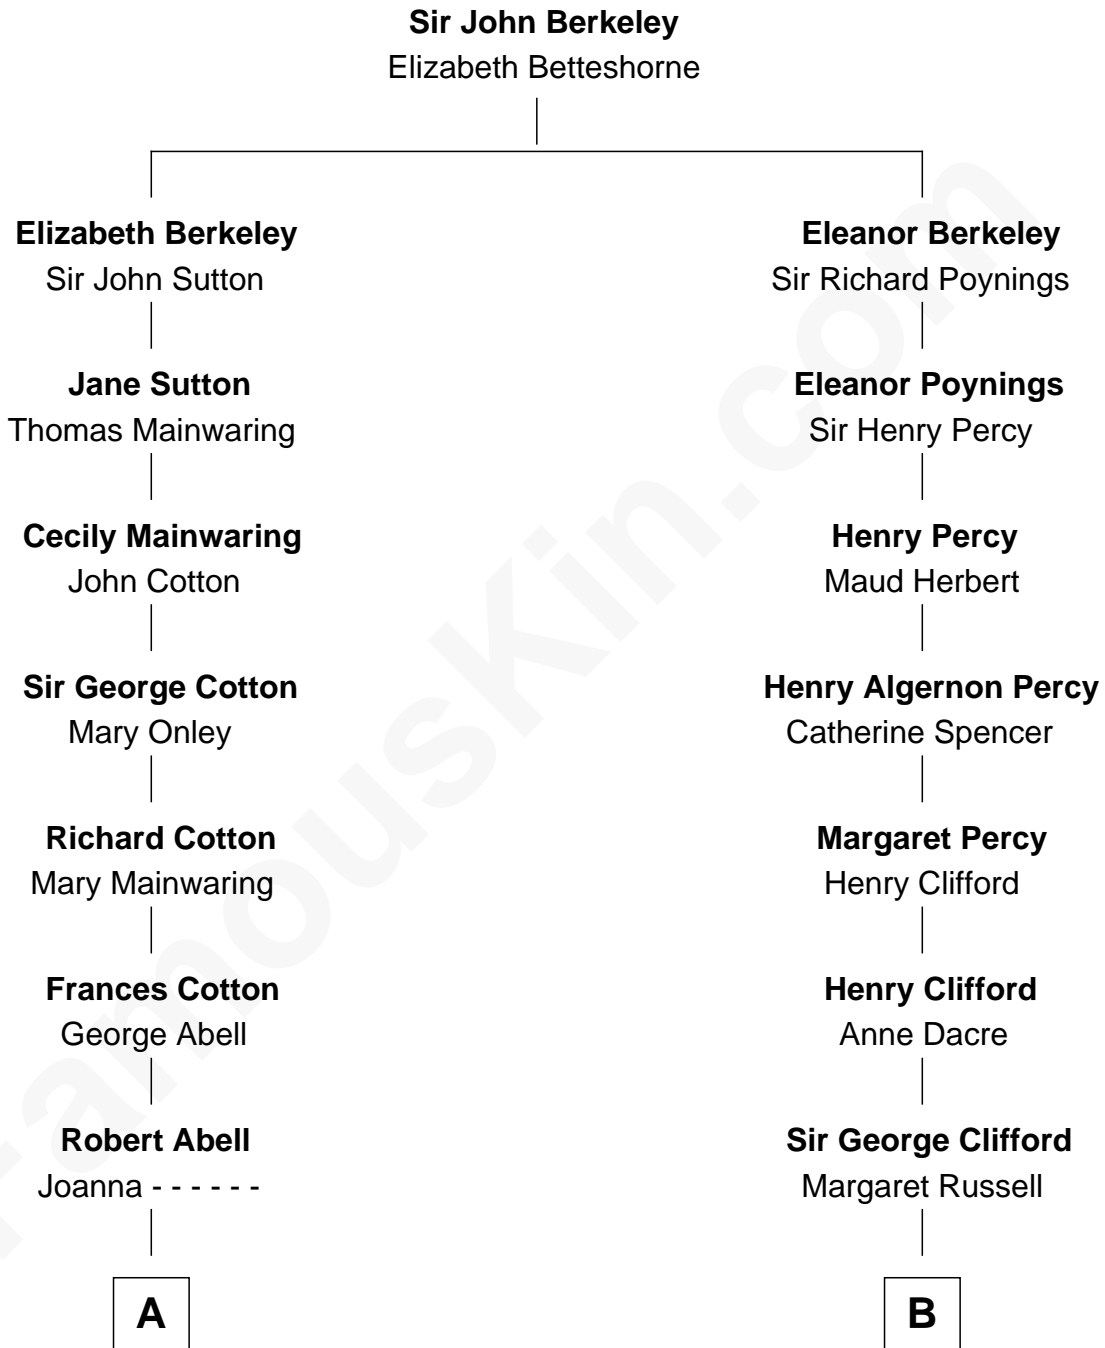 Sir John Berkeley
Elizabeth Betteshorne
Elizabeth Berkeley
Sir John Sutton
Eleanor Berkeley
Sir Richard Poynings
Jane Sutton
Thomas Mainwaring
Eleanor Poynings
Sir Henry Percy
Cecily Mainwaring
John Cotton
Henry Percy
Maud Herbert
Sir George Cotton
Mary Onley
Henry Algernon Percy
Catherine Spencer
Richard Cotton
Mary Mainwaring
Margaret Percy
Henry Clifford
Frances Cotton
George Abell
Henry Clifford
Anne Dacre
Robert Abell
Joanna - - - - - -
Sir George Clifford
Margaret Russell
A
B
FamousKin.com